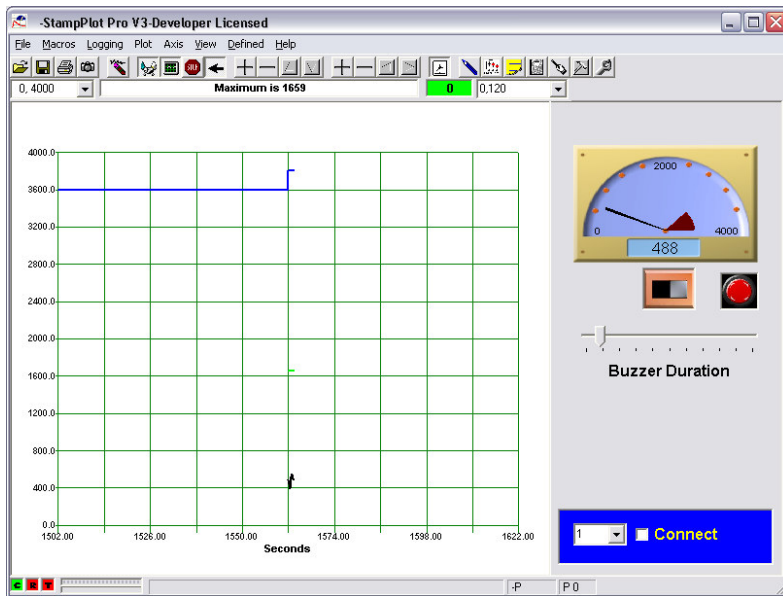 -StampPlot Pro V3-Developer Licensed
File Macros Logging Plot Axis View Defined Help
STOP
0, 4000 Maximum is 1659 0 0,120
4000.0
3600.0
3200.0
2800.0
2400.0
2000.0
1600.0
1200.0
800.0
400.0
0.0
1502.00 1526.00 1550.00 1574.00 1598.00 1622.00
Seconds
2000
0 4000
488
Buzzer Duration
1 Connect
C R T -P P 0